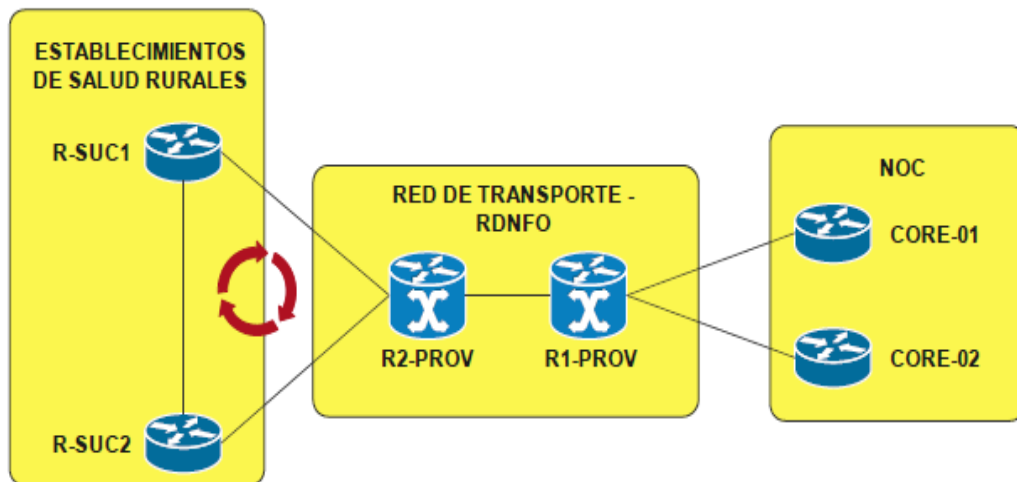 ESTABLECIMIENTOS
DE SALUD RURALES
R-SUC1
R-SUC2
RED DE TRANSPORTE -
RDNFO
R2-PROV
R1-PROV
NOC
CORE-01
CORE-02